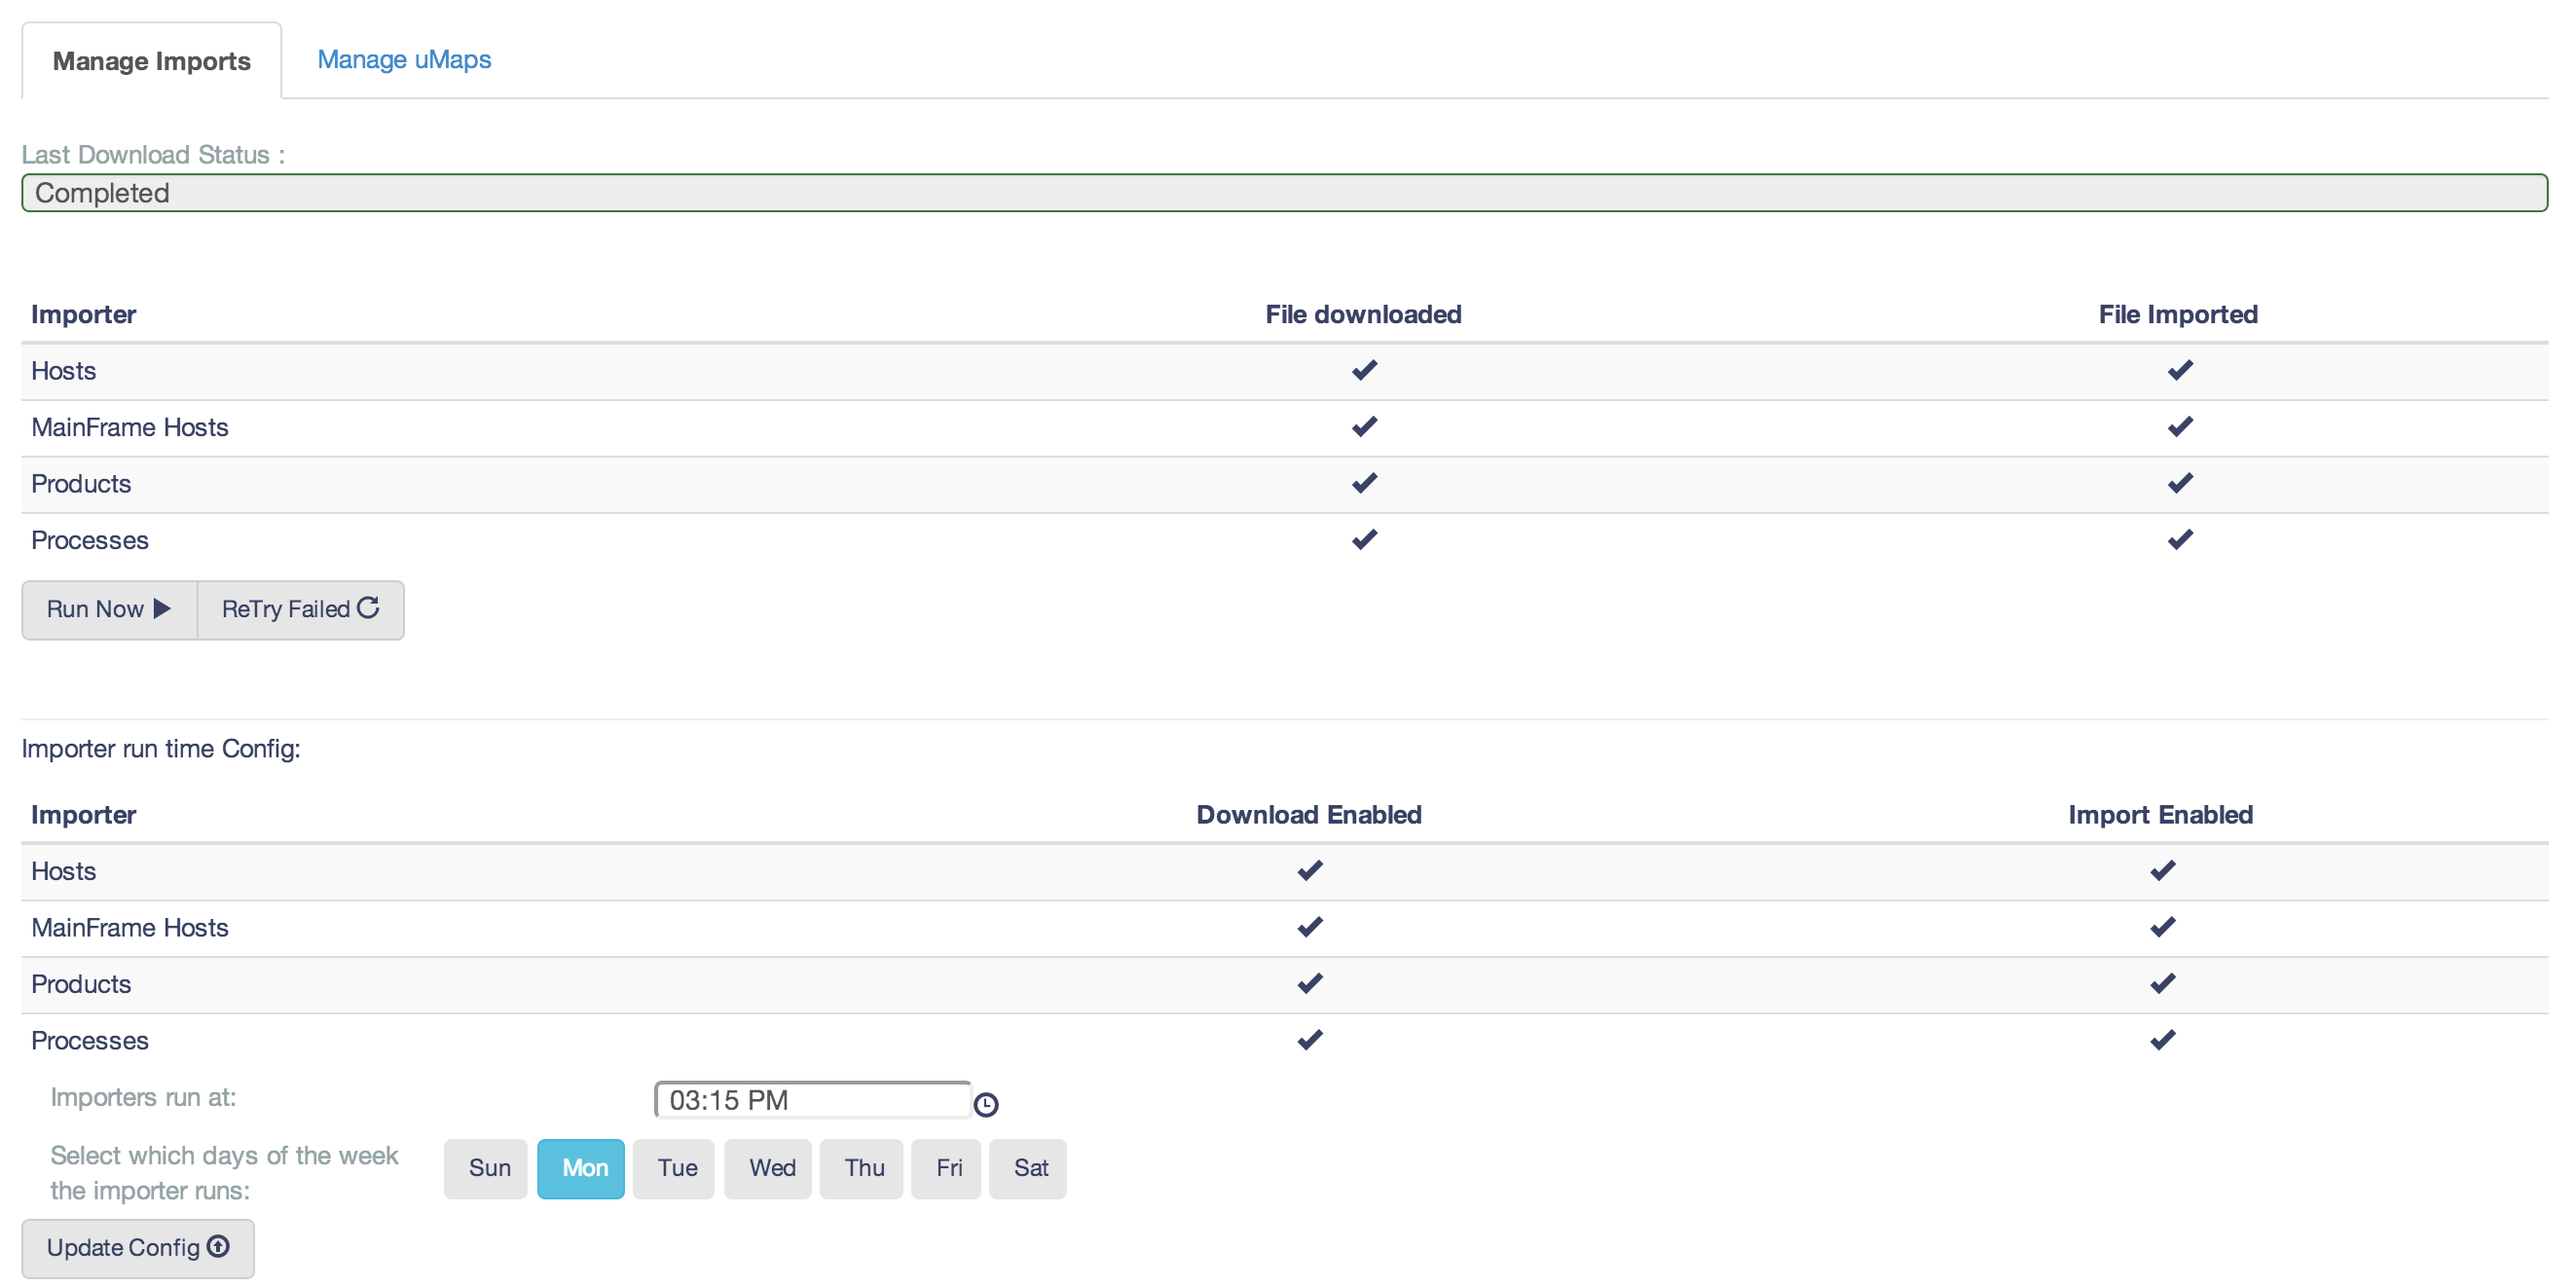 Manage Imports Manage uMaps
Last Download Status :
Completed
Importer File downloaded File Imported
Hosts
MainFrame Hosts
Products
Processes
Run Now ReTry Failed
Importer run time Config:
Importer Download Enabled Import Enabled
Hosts
MainFrame Hosts
Products
Processes
Importers run at: 03:15 PM
Select which days of the week
the importer runs:
Sun Mon Tue Wed Thu Fri Sat
Update Config